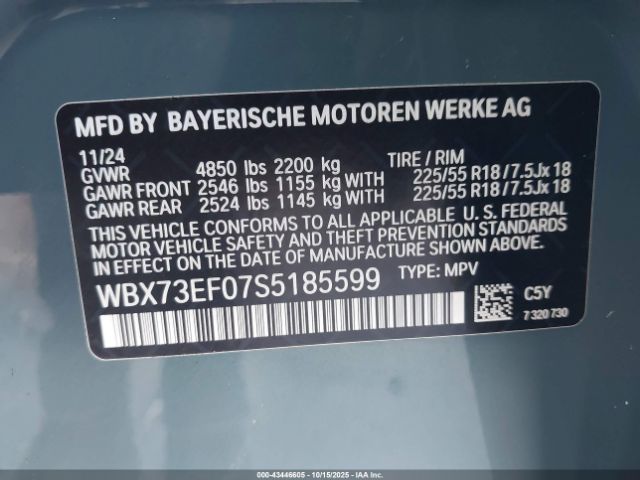 MFD BY BAYERISCHE MOTOREN WERKE AG
11/24
GVWR 4850 lbs 2200 kg TIRE / RIM
GAWR FRONT 2546 lbs 1155 kg WITH 225/55 R18/7.5Jx18
GAWR REAR 2524 lbs 1145 kg WITH 225/55 R18/7.5Jx18
THIS VEHICLE CONFORMS TO ALL APPLICABLE U. S. FEDERAL
MOTOR VEHICLE SAFETY AND THEFT PREVENTION STANDARDS
IN EFFECT ON THE DATE OF MANUFACTURE SHOWN ABOVE.
WBX73EF07S5185599 TYPE: MPV
C5Y
7 320 730
000-43446605 - 10/15/2025 - IAAI.COM